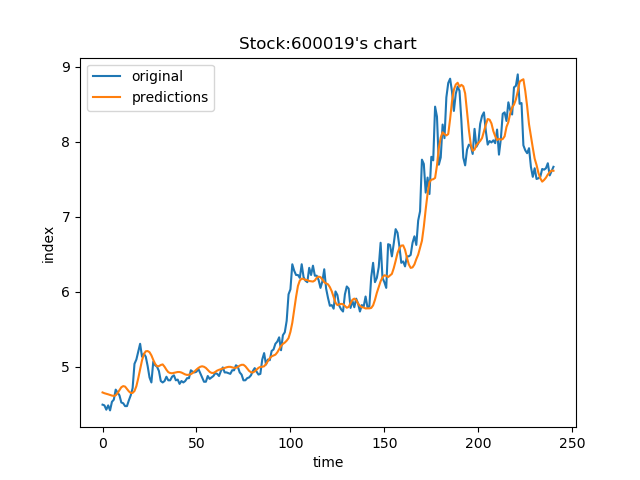 Stock:600019's chart
original
predictions
9
8
7
6
5
index
0 50 100 150 200 250
time